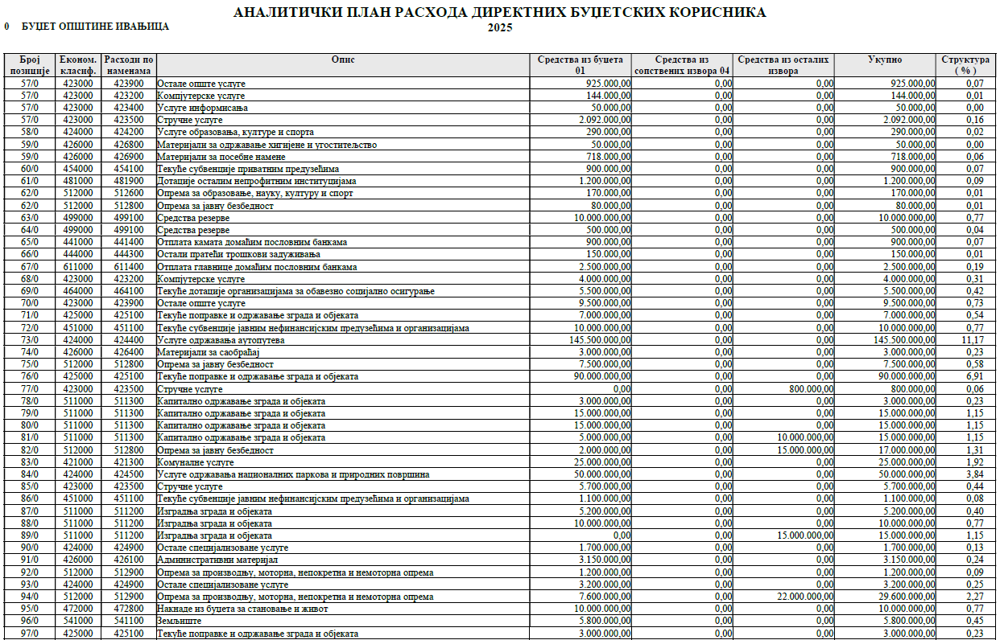 АНАЛИТИЧКИ ПЛАН РАСХОДА ДИРЕКТНИХ БУЏЕТСКИХ КОРИСНИКА
0 БУЏЕТ ОПШТИНЕ ИВАЊИЦА 2025
Број Економ. Расходи по Опис Средства из буџета Средства из Средства из осталих Укупно Структура
позиције класиф. наменама 01 сопствених извора 04 извора ( % )
57/0 423000 423900 Остале опште услуге 925.000,00 0,00 0,00 925.000,00 0,07
57/0 423000 423200 Компјутерске услуге 144.000,00 0,00 0,00 144.000,00 0,01
57/0 423000 423400 Услуге информисања 50.000,00 0,00 0,00 50.000,00 0,00
57/0 423000 423500 Стручне услуге 2.092.000,00 0,00 0,00 2.092.000,00 0,16
58/0 424000 424200 Услуге образовања, културе и спорта 290.000,00 0,00 0,00 290.000,00 0,02
59/0 426000 426800 Материјали за одржавање хигијене и угоститељство 50.000,00 0,00 0,00 50.000,00 0,00
59/0 426000 426900 Материјали за посебне намене 718.000,00 0,00 0,00 718.000,00 0,06
60/0 454000 454100 Текуће субвенције приватним предузећима 900.000,00 0,00 0,00 900.000,00 0,07
61/0 481000 481900 Дотације осталим непрофитним институцијама 1.200.000,00 0,00 0,00 1.200.000,00 0,09
62/0 512000 512600 Опрема за образовање, науку, културу и спорт 170.000,00 0,00 0,00 170.000,00 0,01
62/0 512000 512800 Опрема за јавну безбедност 80.000,00 0,00 0,00 80.000,00 0,01
63/0 499000 499100 Средства резерве 10.000.000,00 0,00 0,00 10.000.000,00 0,77
64/0 499000 499100 Средства резерве 500.000,00 0,00 0,00 500.000,00 0,04
65/0 441000 441400 Отплата камата домаћим пословним банкама 900.000,00 0,00 0,00 900.000,00 0,07
66/0 444000 444300 Остали пратећи трошкови задуживања 150.000,00 0,00 0,00 150.000,00 0,01
67/0 611000 611400 Отплата главнице домаћим пословним банкама 2.500.000,00 0,00 0,00 2.500.000,00 0,19
68/0 423000 423200 Компјутерске услуге 4.000.000,00 0,00 0,00 4.000.000,00 0,31
69/0 464000 464100 Текуће дотације организацијама за обавезно социјално осигурање 5.500.000,00 0,00 0,00 5.500.000,00 0,42
70/0 423000 423900 Остале опште услуге 9.500.000,00 0,00 0,00 9.500.000,00 0,73
71/0 425000 425100 Текуће поправке и одржавање зграда и објеката 7.000.000,00 0,00 0,00 7.000.000,00 0,54
72/0 451000 451100 Текуће субвенције јавним нефинансијским предузећима и организацијама 10.000.000,00 0,00 0,00 10.000.000,00 0,77
73/0 424000 424400 Услуге одржавања аутопутева 145.500.000,00 0,00 0,00 145.500.000,00 11,17
74/0 426000 426400 Материјали за саобраћај 3.000.000,00 0,00 0,00 3.000.000,00 0,23
75/0 512000 512800 Опрема за јавну безбедност 7.500.000,00 0,00 0,00 7.500.000,00 0,58
76/0 425000 425100 Текуће поправке и одржавање зграда и објеката 90.000.000,00 0,00 0,00 90.000.000,00 6,91
77/0 423000 423500 Стручне услуге 0,00 0,00 800.000,00 800.000,00 0,06
78/0 511000 511300 Капитално одржавање зграда и објеката 3.000.000,00 0,00 0,00 3.000.000,00 0,23
79/0 511000 511300 Капитално одржавање зграда и објеката 15.000.000,00 0,00 0,00 15.000.000,00 1,15
80/0 511000 511300 Капитално одржавање зграда и објеката 15.000.000,00 0,00 0,00 15.000.000,00 1,15
81/0 511000 511300 Капитално одржавање зграда и објеката 5.000.000,00 0,00 10.000.000,00 15.000.000,00 1,15
82/0 512000 512800 Опрема за јавну безбедност 2.000.000,00 0,00 15.000.000,00 17.000.000,00 1,31
83/0 421000 421300 Комуналне услуге 25.000.000,00 0,00 0,00 25.000.000,00 1,92
84/0 424000 424500 Услуге одржавања националних паркова и природних површина 50.000.000,00 0,00 0,00 50.000.000,00 3,84
85/0 423000 423500 Стручне услуге 5.700.000,00 0,00 0,00 5.700.000,00 0,44
86/0 451000 451100 Текуће субвенције јавним нефинансијским предузећима и организацијама 1.100.000,00 0,00 0,00 1.100.000,00 0,08
87/0 511000 511200 Изградња зграда и објеката 5.200.000,00 0,00 0,00 5.200.000,00 0,40
88/0 511000 511200 Изградња зграда и објеката 10.000.000,00 0,00 0,00 10.000.000,00 0,77
89/0 511000 511200 Изградња зграда и објеката 0,00 0,00 15.000.000,00 15.000.000,00 1,15
90/0 424000 424900 Остале специјализоване услуге 1.700.000,00 0,00 0,00 1.700.000,00 0,13
91/0 426000 426100 Административни материјал 3.150.000,00 0,00 0,00 3.150.000,00 0,24
92/0 512000 512900 Опрема за производњу, моторна, непокретна и немоторна опрема 1.200.000,00 0,00 0,00 1.200.000,00 0,09
93/0 424000 424900 Остале специјализоване услуге 3.200.000,00 0,00 0,00 3.200.000,00 0,25
94/0 512000 512900 Опрема за производњу, моторна, непокретна и немоторна опрема 7.600.000,00 0,00 22.000.000,00 29.600.000,00 2,27
95/0 472000 472800 Накнаде из буџета за становање и живот 10.000.000,00 0,00 0,00 10.000.000,00 0,77
96/0 541000 541100 Земљиште 5.800.000,00 0,00 0,00 5.800.000,00 0,45
97/0 425000 425100 Текуће поправке и одржавање зграда и објеката 3.000.000,00 0,00 0,00 3.000.000,00 0,23